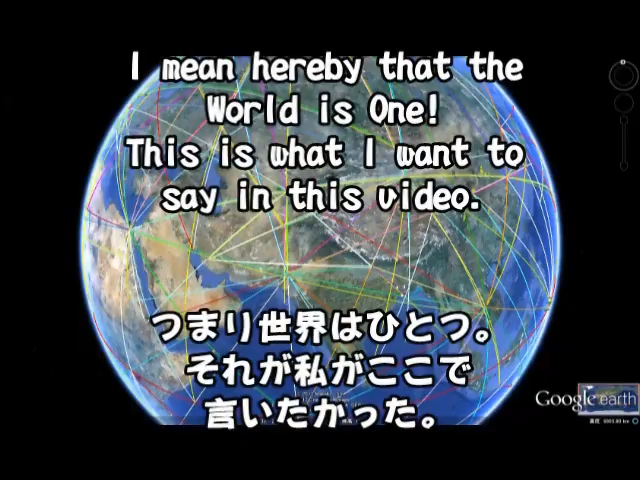 I mean hereby that the
World is One!
This is what I want to
say in this video.
つまり世界はひとつ。
それが私がここで
言いたかった。
Google earth